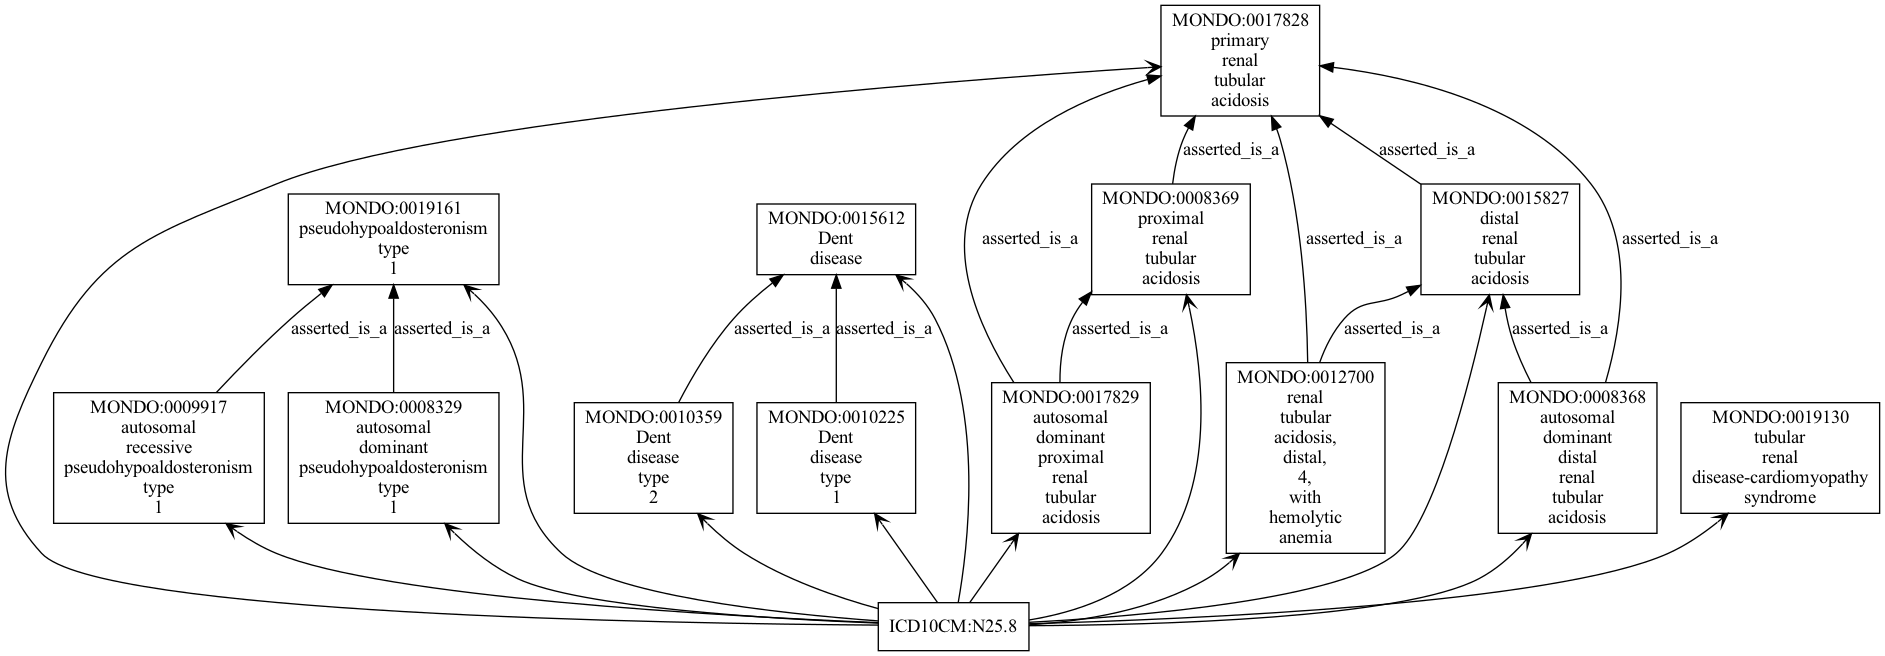 MONDO:0017828
primary
renal
tubular
acidosis
asserted_is_a
asserted_is_a
MONDO:0019161
pseudohypoaldosteronism
type
1
MONDO:0015612
Dent
disease
MONDO:0008369
proximal
renal
tubular
acidosis
MONDO:0015827
distal
renal
tubular
acidosis
asserted_is_a
asserted_is_a
asserted_is_a
asserted_is_a
asserted_is_a
asserted_is_a
asserted_is_a
asserted_is_a
asserted_is_a
asserted_is_a
MONDO:0009917
autosomal
recessive
pseudohypoaldosteronism
type
1
MONDO:0008329
autosomal
dominant
pseudohypoaldosteronism
type
1
MONDO:0010359
Dent
disease
type
2
MONDO:0010225
Dent
disease
type
1
MONDO:0017829
autosomal
dominant
proximal
renal
tubular
acidosis
MONDO:0012700
renal
tubular
acidosis,
distal,
4,
with
hemolytic
anemia
MONDO:0008368
autosomal
dominant
distal
renal
tubular
acidosis
MONDO:0019130
tubular
renal
disease-cardiomyopathy
syndrome
ICD10CM:N25.8